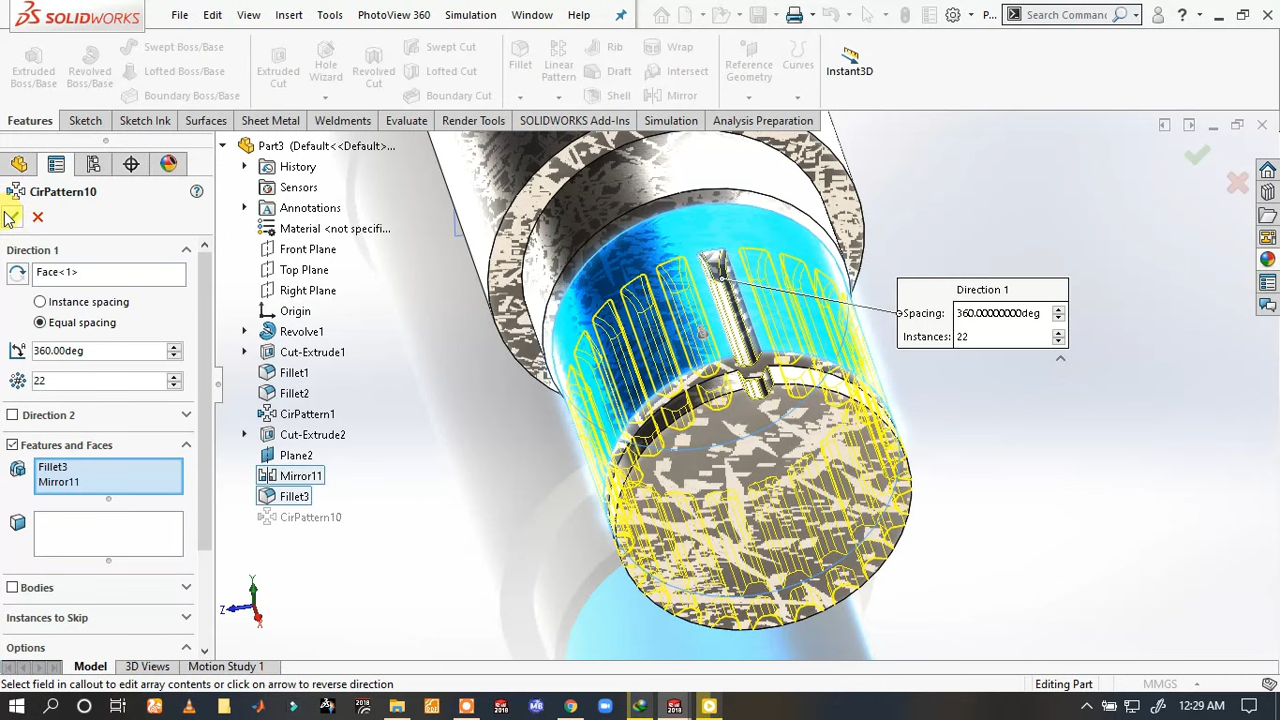 SOLIDWORKS
File Edit View Insert Tools PhotoView 360 Simulation Window Help P... Search Commanc ?
Extruded Boss/Base
Revolved Boss/Base
Swept Boss/Base
Lofted Boss/Base
Boundary Boss/Base
Extruded Cut
Hole Wizard
Revolved Cut
Swept Cut
Lofted Cut
Boundary Cut
Fillet
Linear Pattern
Rib
Draft
Shell
Wrap
Intersect
Mirror
Reference Geometry
Curves
Instant3D
Features Sketch Sketch Ink Surfaces Sheet Metal Weldments Evaluate Render Tools SOLIDWORKS Add-Ins Simulation Analysis Preparation
CirPattern10
Direction 1
Face<1>
Instance spacing
Equal spacing
360.00deg
22
Direction 2
Features and Faces
Fillet3
Mirror11
Bodies
Instances to Skip
Options
Part3 (Default<<Default>...
History
Sensors
Annotations
Material <not specifi...
Front Plane
Top Plane
Right Plane
Origin
Revolve1
Cut-Extrude1
Fillet1
Fillet2
CirPattern1
Cut-Extrude2
Plane2
Mirror11
Fillet3
CirPattern10
Direction 1
Spacing: 360.00000000deg
Instances: 22
Y
Z
X
Model 3D Views Motion Study 1
Select field in callout to edit array contents or click on arrow to reverse direction Editing Part MMGS
12:29 AM